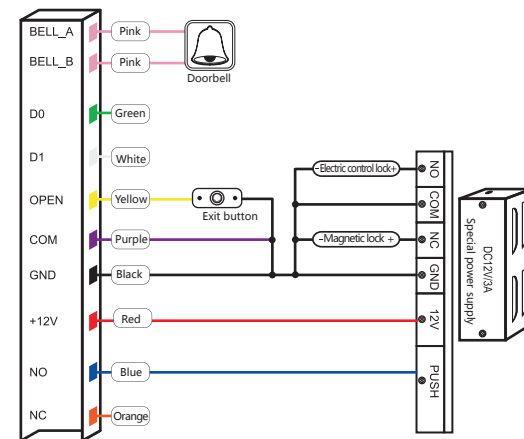 BELL_A Pink
BELL_B Pink
Doorbell
D0 Green
D1 White
OPEN Yellow
Exit button
COM Purple
GND Black
+12V Red
NO Blue
NC Orange
-Electric control lock+
-Magnetic lock +
NO
COM
NC
GND
12V
PUSH
DC12V/3A
Special power supply